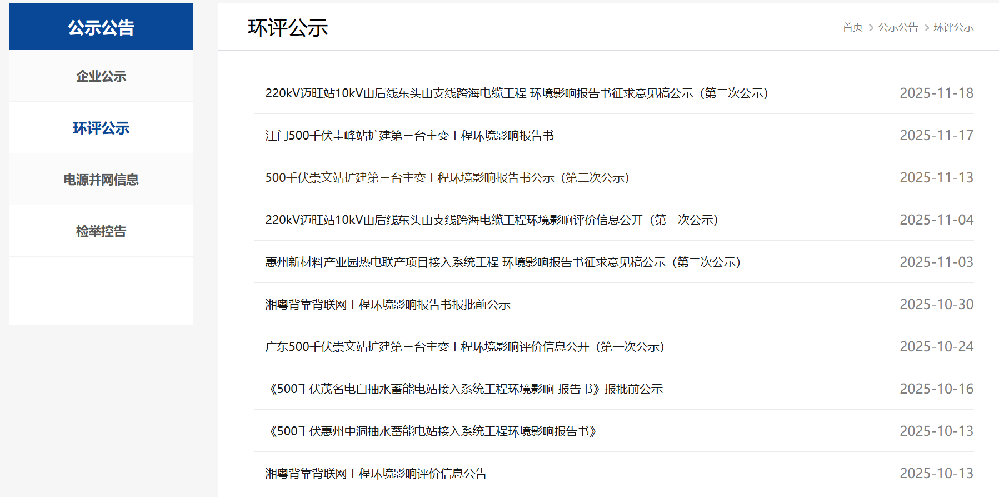 公示公告
企业公示
环评公示
电源并网信息
检举控告
环评公示
首页 > 公示公告 > 环评公示
220kV迈旺站10kV山后线东头山支线跨海电缆工程 环境影响报告书征求意见稿公示（第二次公示） 2025-11-18
江门500千伏圭峰站扩建第三台主变工程环境影响报告书 2025-11-17
500千伏崇文站扩建第三台主变工程环境影响报告书公示（第二次公示） 2025-11-13
220kV迈旺站10kV山后线东头山支线跨海电缆工程环境影响评价信息公开（第一次公示） 2025-11-04
惠州新材料产业园热电联产项目接入系统工程 环境影响报告书征求意见稿公示（第二次公示） 2025-11-03
湘粤背靠背联网工程环境影响报告书报批前公示 2025-10-30
广东500千伏崇文站扩建第三台主变工程环境影响评价信息公开（第一次公示） 2025-10-24
《500千伏茂名电白抽水蓄能电站接入系统工程环境影响 报告书》报批前公示 2025-10-16
《500千伏惠州中洞抽水蓄能电站接入系统工程环境影响报告书》 2025-10-13
湘粤背靠背联网工程环境影响评价信息公告 2025-10-13